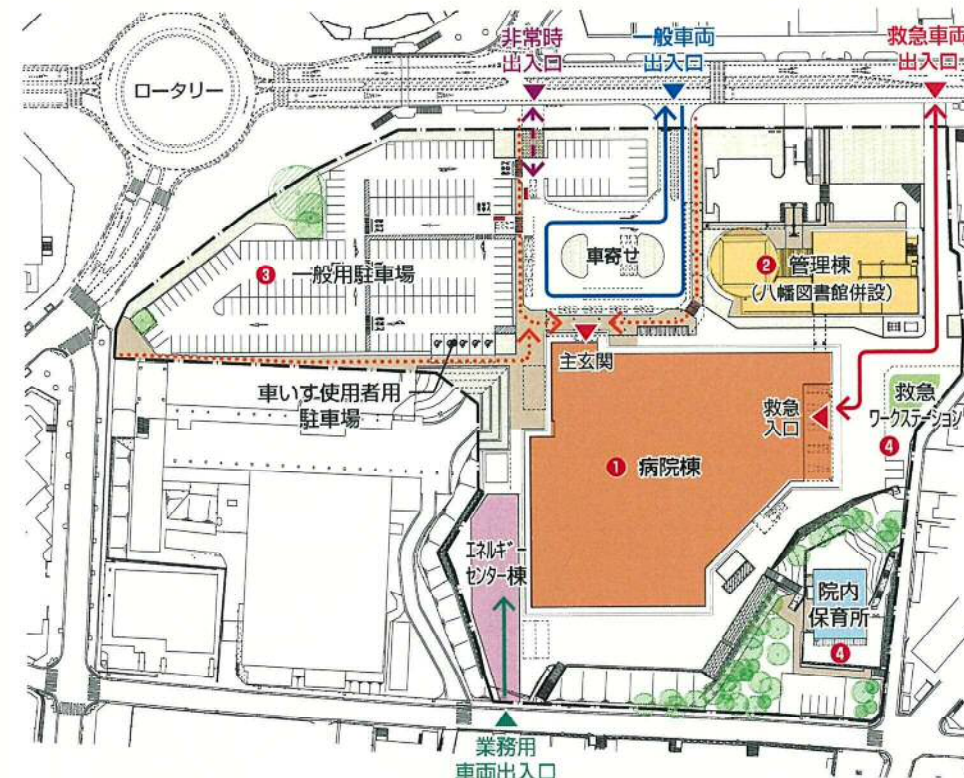 非常時
出入口
一般車両
出入口
救急車両
出入口
ロータリー
❸ 一般用駐車場
車寄せ
❷ 管理棟
(八幡図書館併設)
主玄関
車いす使用者用
駐車場
救急
入口
救急
ワークステーション
❹
❶ 病院棟
エネルギー
センター棟
院内
保育所
❹
業務用
車両出入口